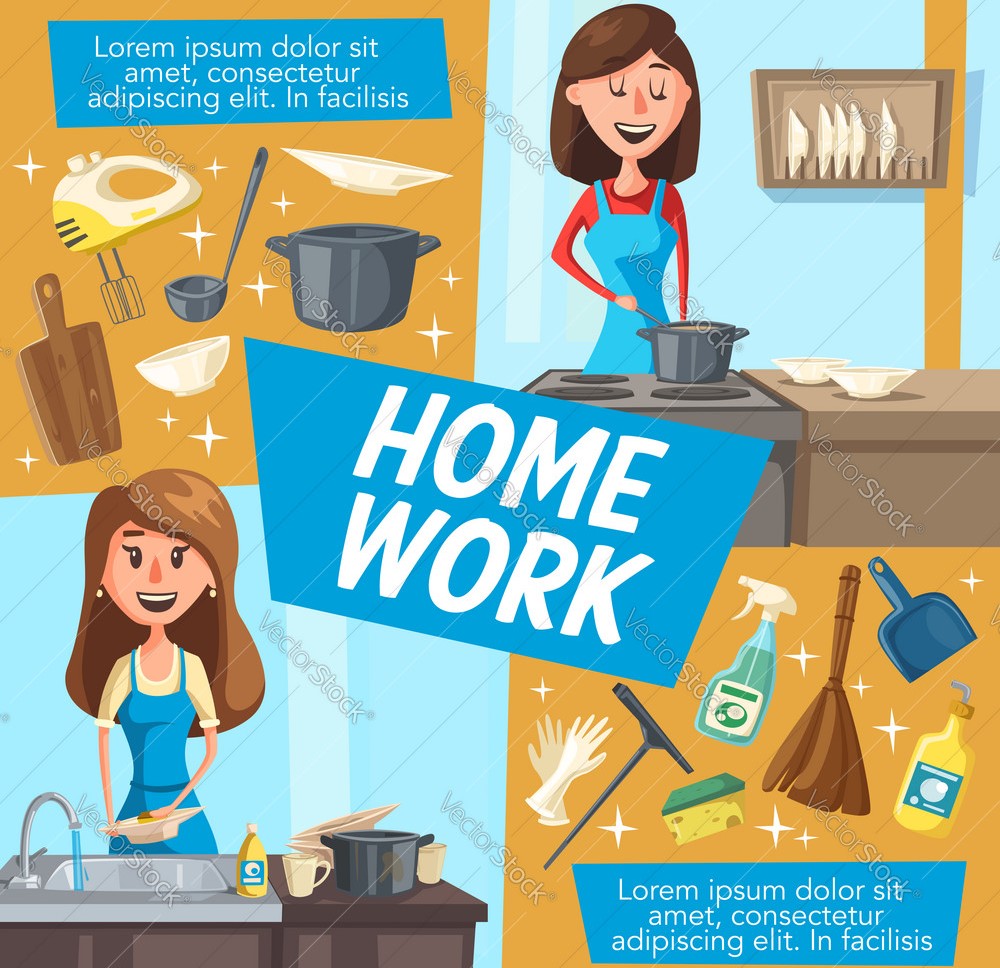 Lorem ipsum dolor sit
amet, consectetur
adipiscing elit. In facilisis
HOME
WORK
Lorem ipsum dolor sit
amet, consectetur
adipiscing elit. In facilisis
VectorStock